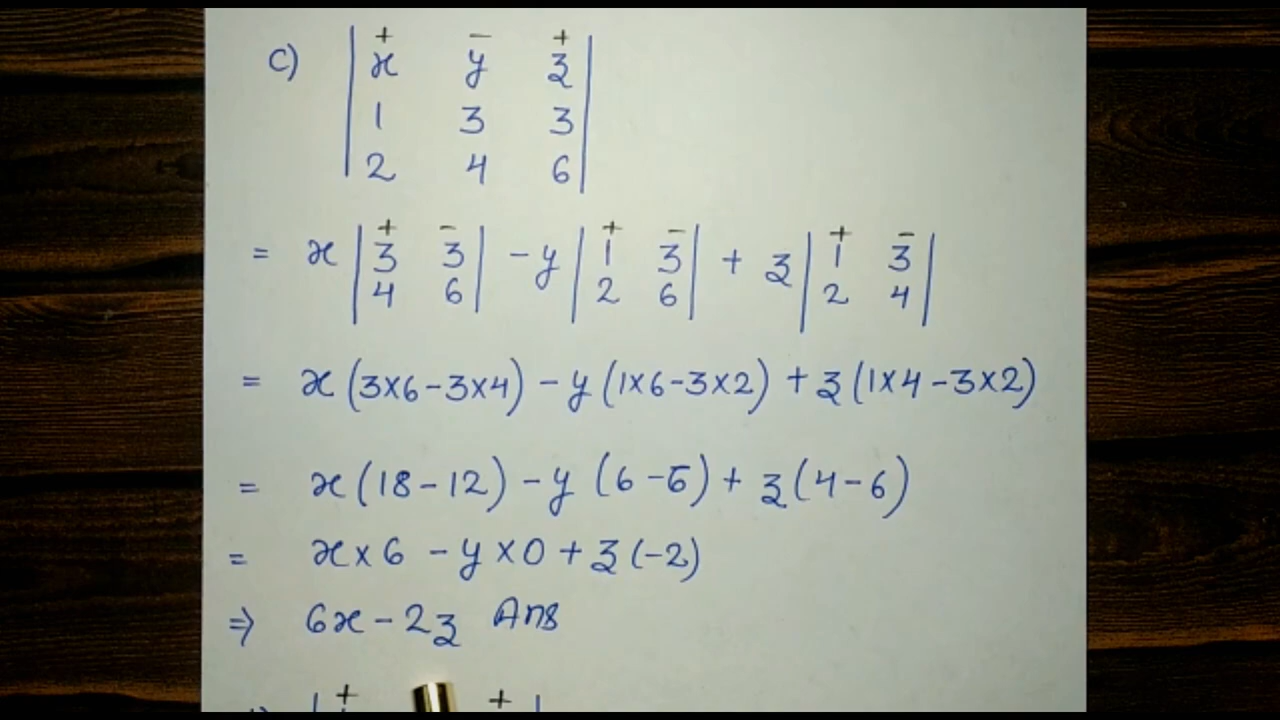 + - +
c) | x y z |
| 1 3 3 |
| 2 4 6 |
+ - + - + -
= x | 3 3 | - y | 1 3 | + z | 1 3 |
| 4 6 | | 2 6 | | 2 4 |
= x (3×6 - 3×4) - y (1×6 - 3×2) + z (1×4 - 3×2)
= x (18 - 12) - y (6 - 6) + z (4 - 6)
= x × 6 - y × 0 + z (-2)
⇒ 6x - 2z Ans
+ +